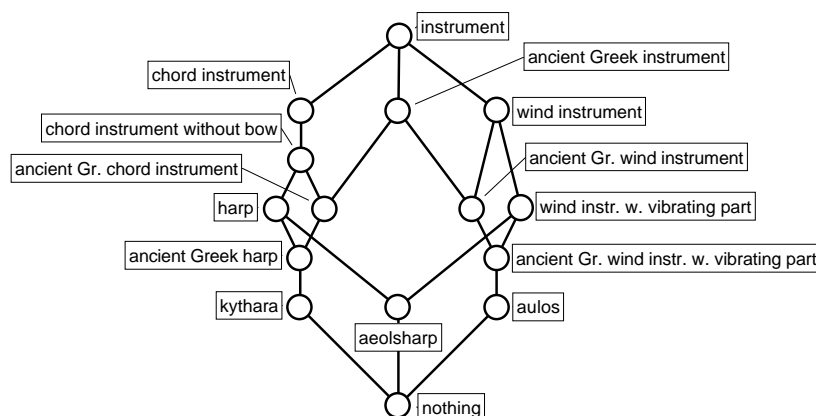 instrument
ancient Greek instrument
chord instrument
wind instrument
chord instrument without bow
ancient Gr. wind instrument
ancient Gr. chord instrument
harp
wind instr. w. vibrating part
ancient Greek harp
ancient Gr. wind instr. w. vibrating part
kythara
aulos
aeolsharp
nothing